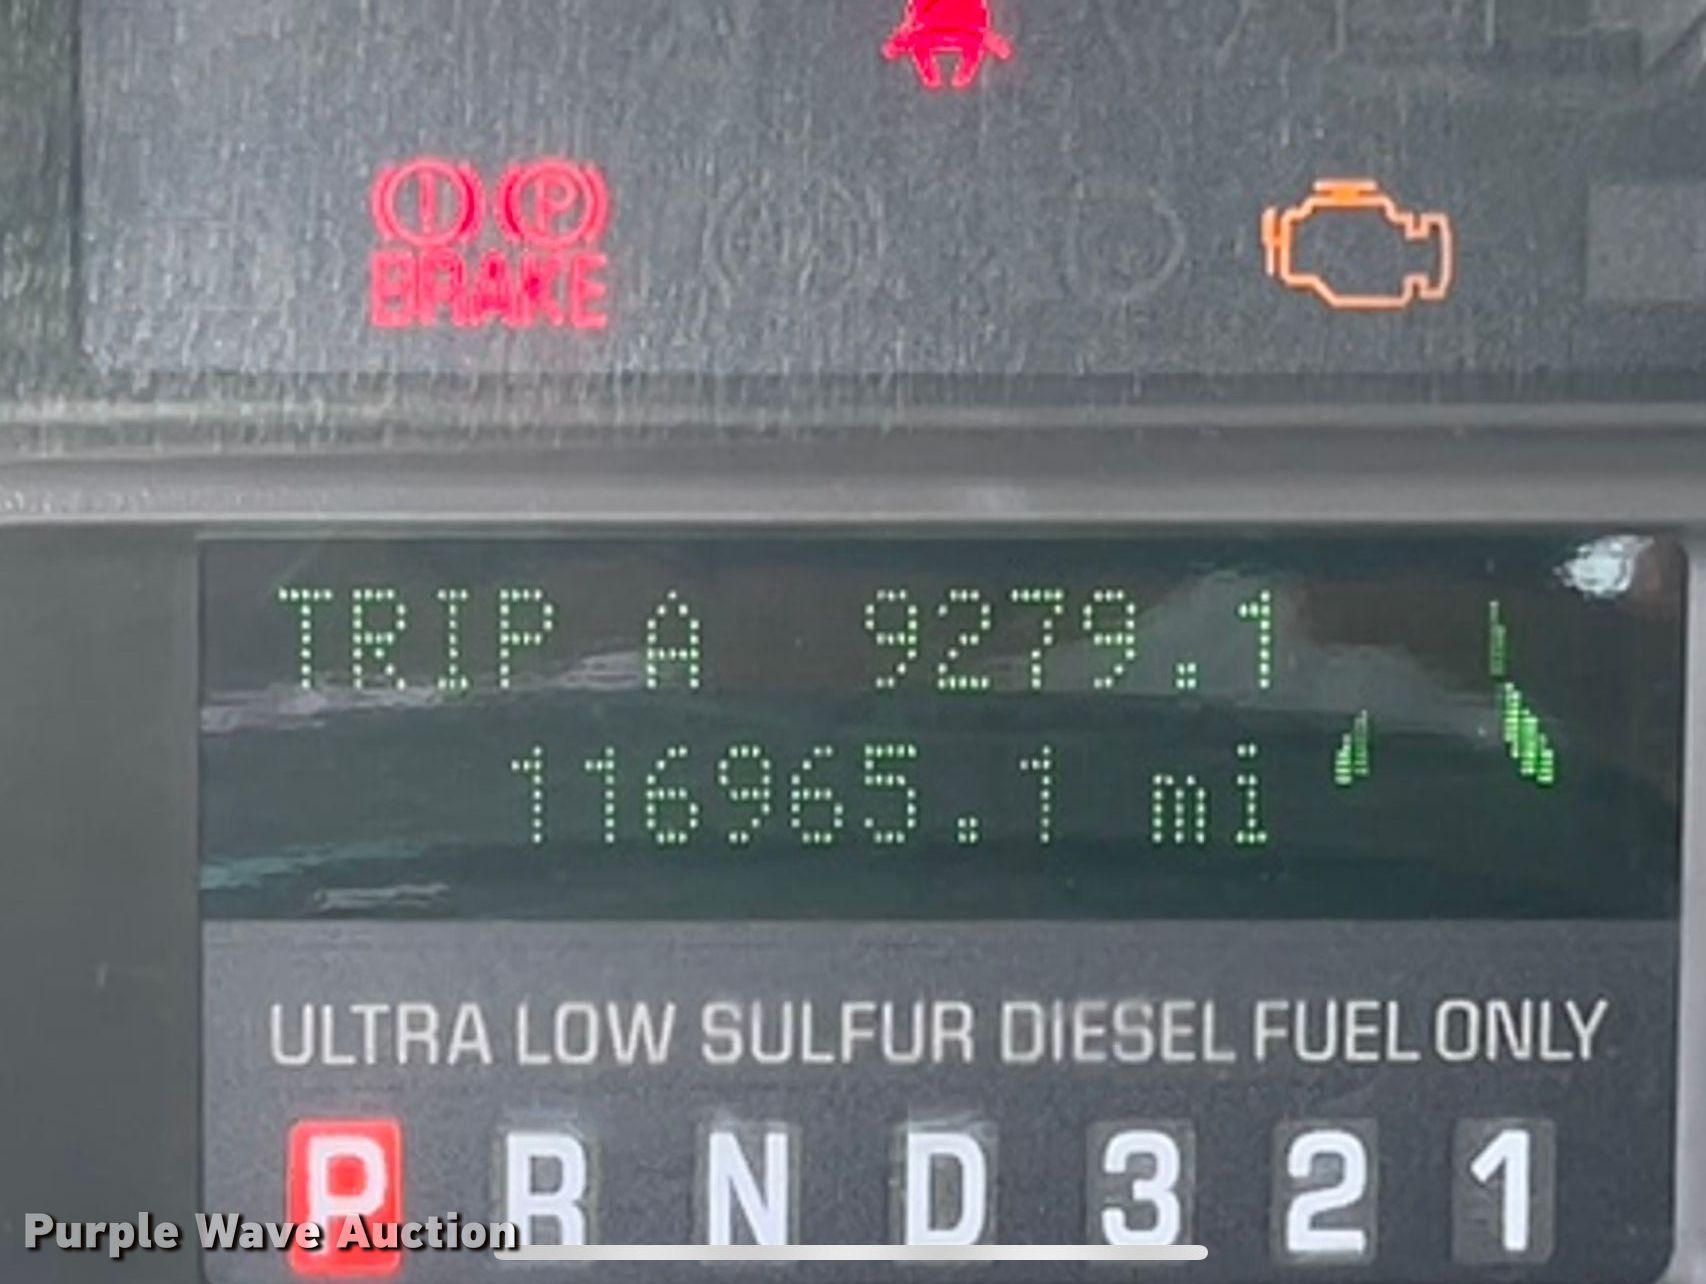 BRAKE
TRIP A 9279.1
116965.1 mi
ULTRA LOW SULFUR DIESEL FUEL ONLY
P R N D 3 2 1
Purple Wave Auction